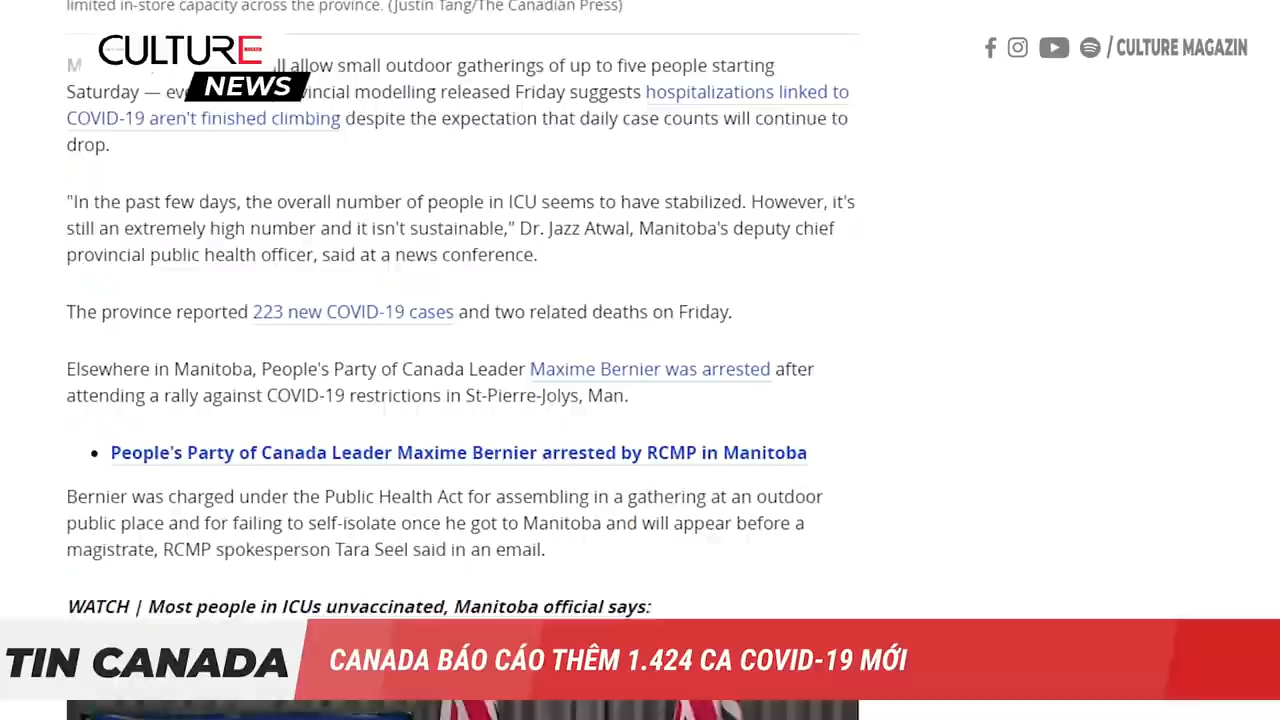 limited in-store capacity across the province. (Justin Tang/The Canadian Press)
CULTURE
NEWS
/ CULTURE MAGAZIN
M all allow small outdoor gatherings of up to five people starting
Saturday — provincial modelling released Friday suggests hospitalizations linked to
COVID-19 aren't finished climbing despite the expectation that daily case counts will continue to
drop.
"In the past few days, the overall number of people in ICU seems to have stabilized. However, it's
still an extremely high number and it isn't sustainable," Dr. Jazz Atwal, Manitoba's deputy chief
provincial public health officer, said at a news conference.
The province reported 223 new COVID-19 cases and two related deaths on Friday.
Elsewhere in Manitoba, People's Party of Canada Leader Maxime Bernier was arrested after
attending a rally against COVID-19 restrictions in St-Pierre-Jolys, Man.
• People's Party of Canada Leader Maxime Bernier arrested by RCMP in Manitoba
Bernier was charged under the Public Health Act for assembling in a gathering at an outdoor
public place and for failing to self-isolate once he got to Manitoba and will appear before a
magistrate, RCMP spokesperson Tara Seel said in an email.
WATCH | Most people in ICUs unvaccinated, Manitoba official says:
TIN CANADA
CANADA BÁO CÁO THÊM 1.424 CA COVID-19 MỚI